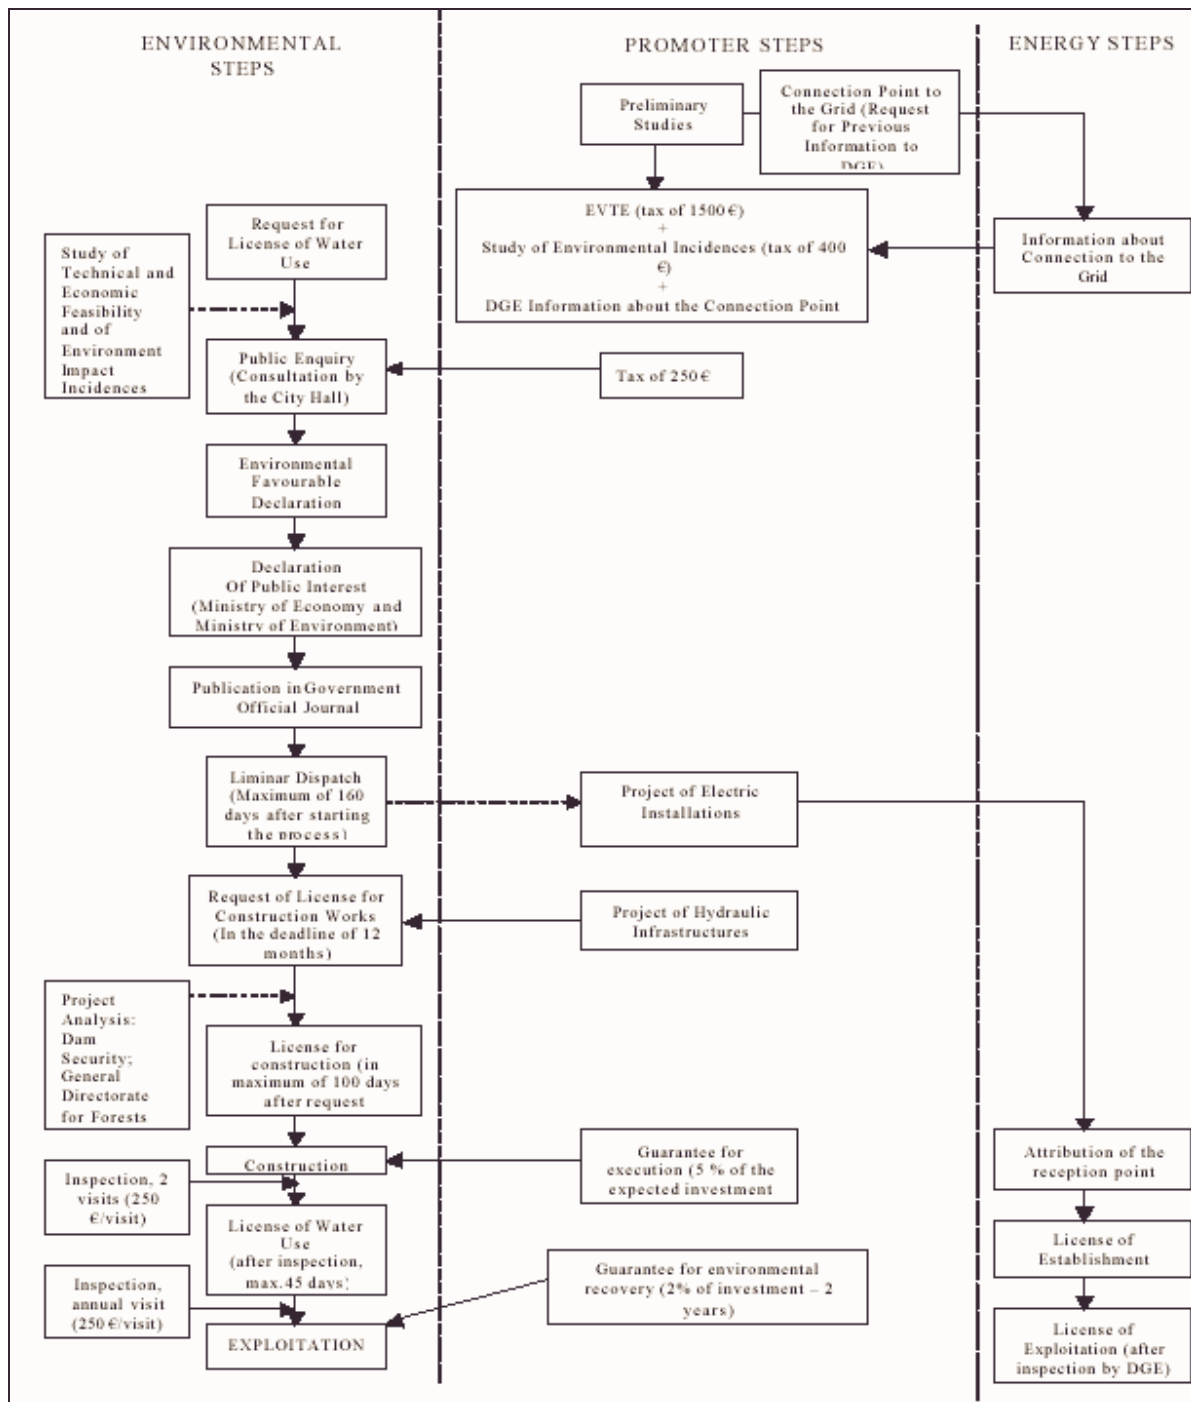 ENVIRONMENTAL
STEPS
PROMOTER STEPS
ENERGY STEPS
Preliminary
Studies
Connection Point to
the Grid (Request
for Previous
Information to
DGE)
EVTE (tax of 1500 €)
+
Study of Environmental Incidences (tax of 400
€)
+
DGE Information about the Connection Point
Information about
Connection to the
Grid
Request for
License of Water
Use
Study of
Technical and
Economic
Feasibility
and of
Environment
Impact
Incidences
Public Enquiry
(Consultation by
the City Hall)
Tax of 250 €
Environmental
Favourable
Declaration
Declaration
Of Public Interest
(Ministry of Economy and
Ministry of Environment)
Publication in Government
Official Journal
Liminar Dispatch
(Maximum of 160
days after starting
the process)
Project of Electric
Installations
Request of License for
Construction Works
(In the deadline of 12
months)
Project of Hydraulic
Infrastructures
Project
Analysis:
Dam
Security;
General
Directorate
for Forests
License for
construction (in
maximum of 100 days
after request
Construction
Guarantee for
execution (5 % of the
expected investment
Attribution of the
reception point
Inspection, 2
visits (250
€/visit)
License of Water
Use
(after inspection,
max. 45 days)
License of
Establishment
Guarantee for environmental
recovery (2% of investment – 2
years)
Inspection,
annual visit
(250 €/visit)
EXPLOITATION
License of
Exploitation (after
inspection by DGE)